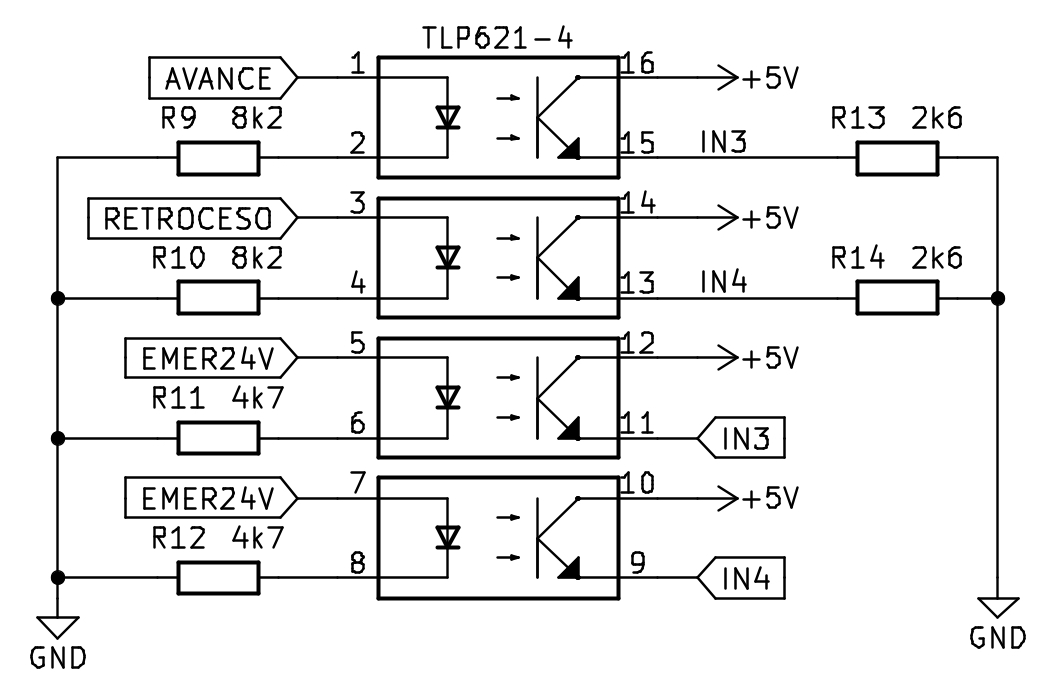 TLP621-4
AVANCE 1 16 +5V
R9 8k2 2 15 IN3 R13 2k6
RETROCESO 3 14 +5V
R10 8k2 4 13 IN4 R14 2k6
EMER24V 5 12 +5V
R11 4k7 6 11 IN3
EMER24V 7 10 +5V
R12 4k7 8 9 IN4
GND GND